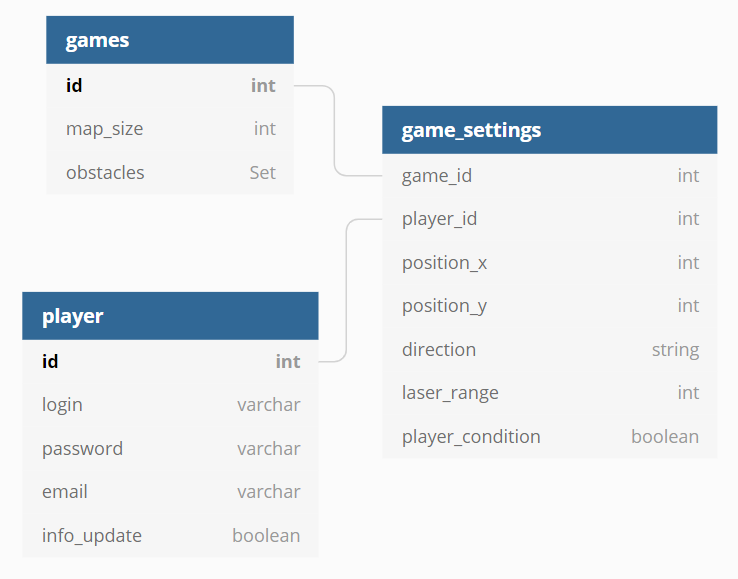 games
id int
map_size int
obstacles Set
game_settings
game_id int
player_id int
position_x int
position_y int
direction string
laser_range int
player_condition boolean
player
id int
login varchar
password varchar
email varchar
info_update boolean